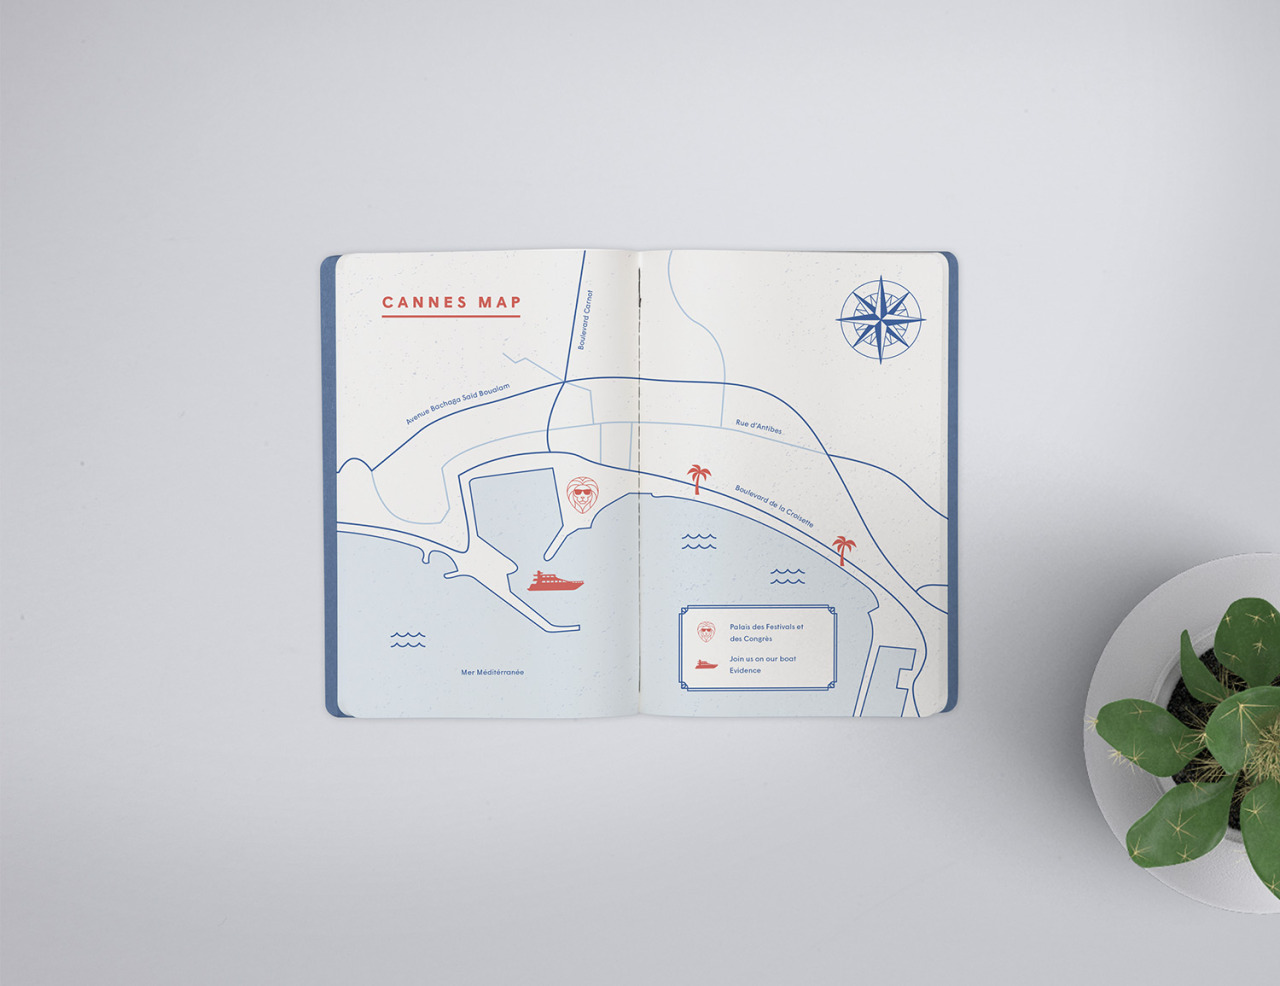 CANNES MAP
Boulevard Carnot
Avenue Bachaga Saïd Boualam
Rue d'Antibes
Boulevard de la Croisette
Palais des Festivals et
des Congrès
Join us on our boat
Evidence
Mer Méditérranée